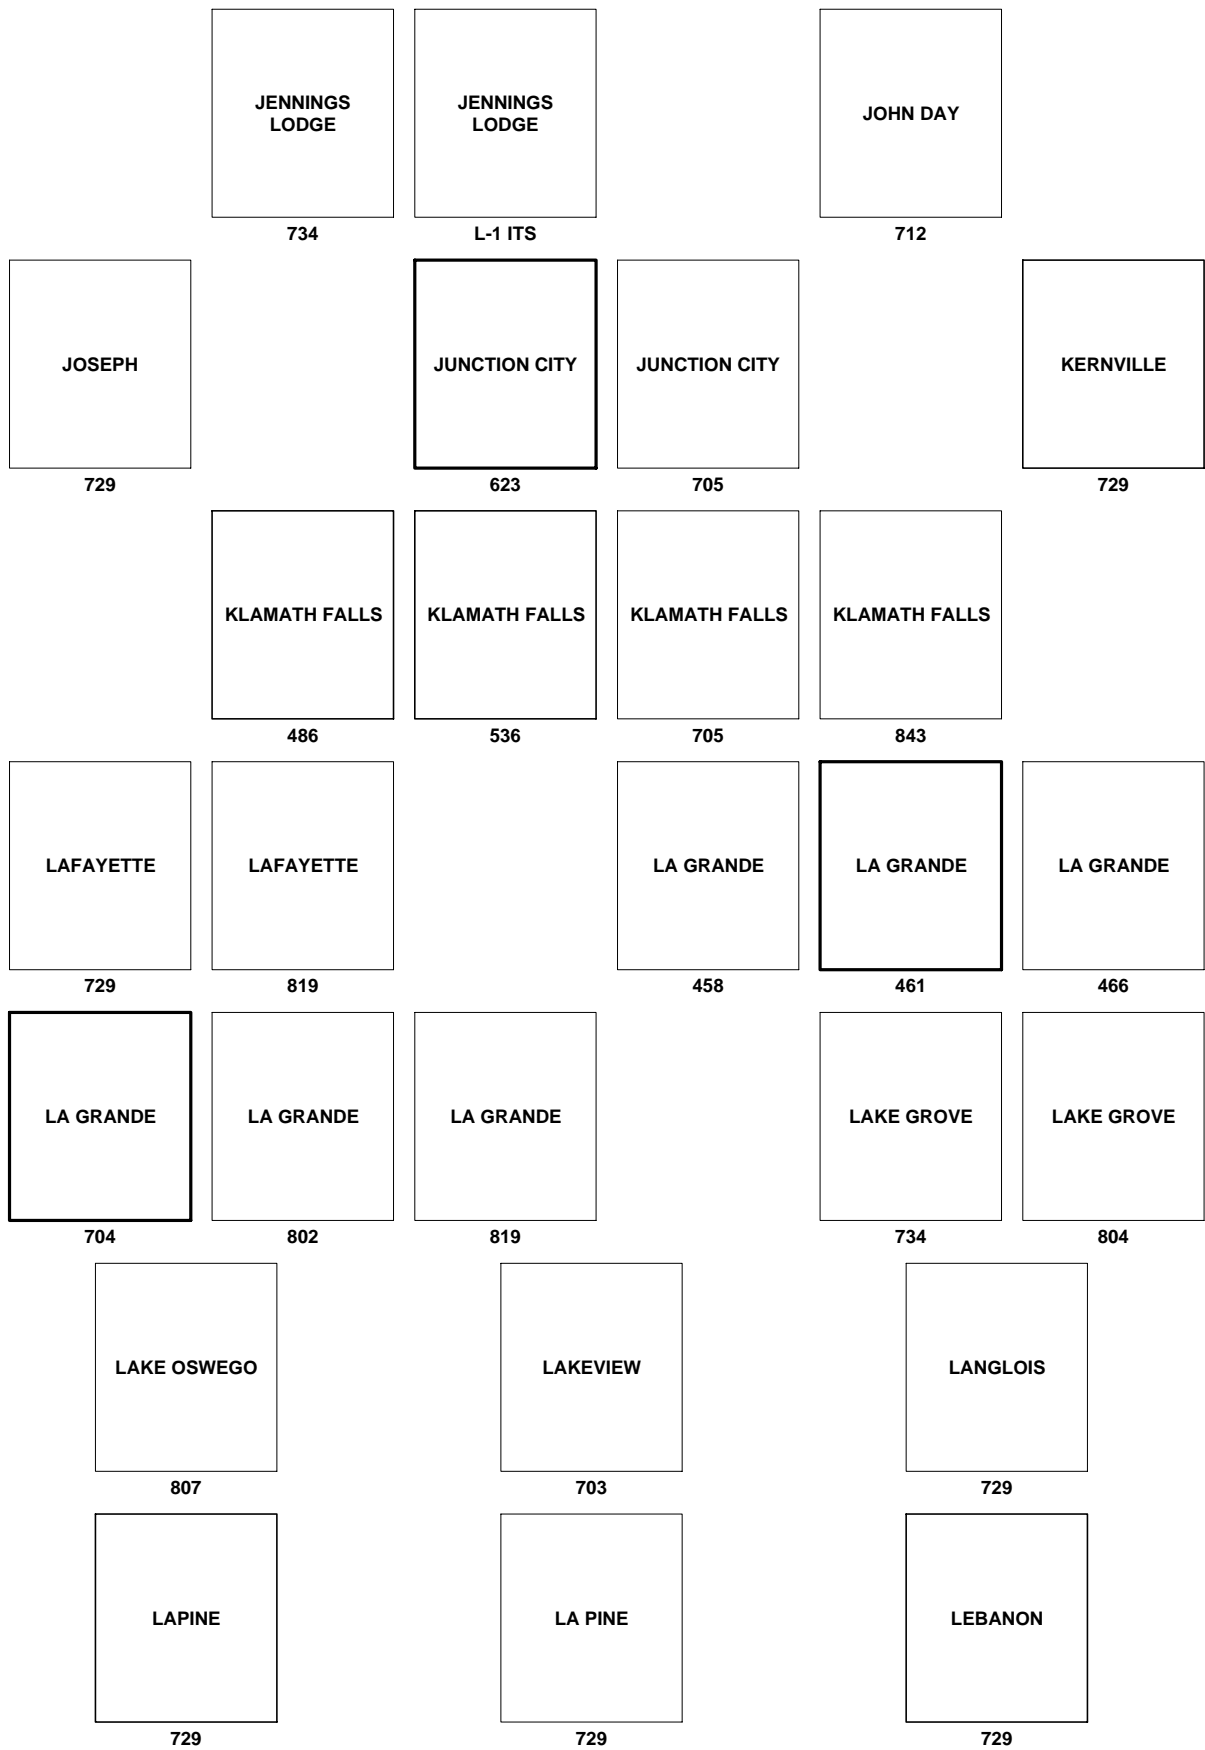 JENNINGS
LODGE
734
JENNINGS
LODGE
L-1 ITS
JOHN DAY
712
JOSEPH
729
JUNCTION CITY
623
JUNCTION CITY
705
KERNVILLE
729
KLAMATH FALLS
486
KLAMATH FALLS
536
KLAMATH FALLS
705
KLAMATH FALLS
843
LAFAYETTE
729
LAFAYETTE
819
LA GRANDE
458
LA GRANDE
461
LA GRANDE
466
LA GRANDE
704
LA GRANDE
802
LA GRANDE
819
LAKE GROVE
734
LAKE GROVE
804
LAKE OSWEGO
807
LAKEVIEW
703
LANGLOIS
729
LAPINE
729
LA PINE
729
LEBANON
729